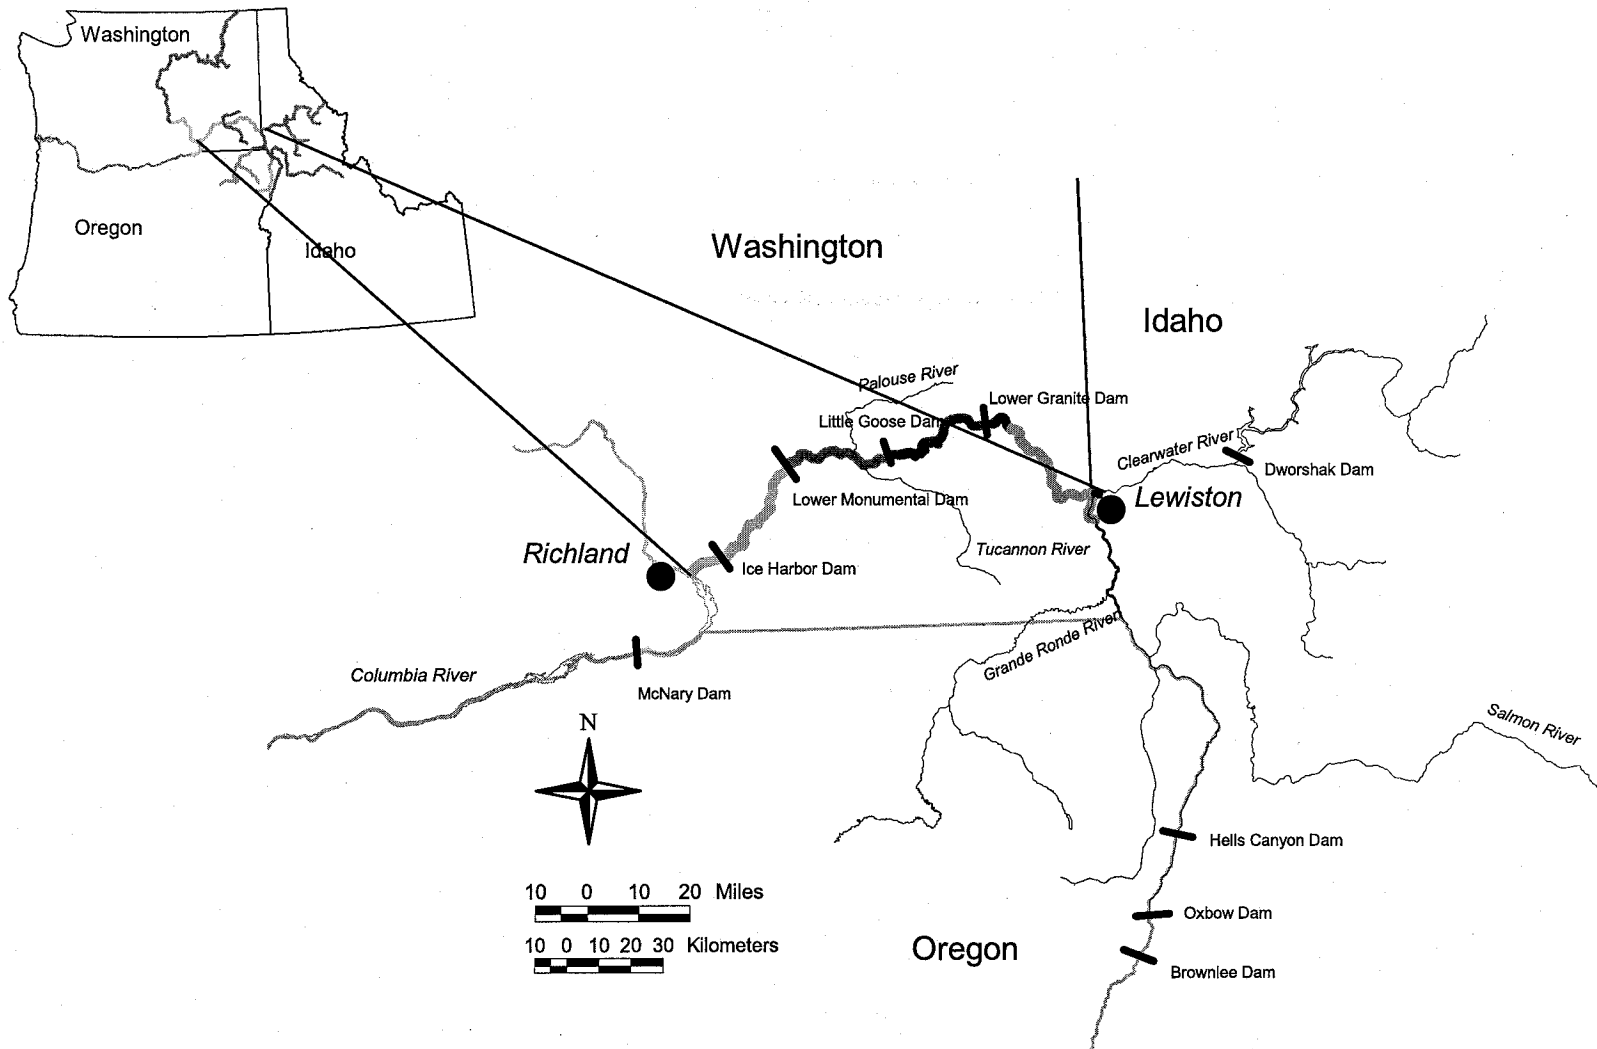 Washington
Oregon
Idaho
Washington
Idaho
Palouse River
Lower Granite Dam
Little Goose Dam
Clearwater River
Dworshak Dam
Lower Monumental Dam
Lewiston
Richland
Tucannon River
Ice Harbor Dam
Grande Ronde River
Columbia River
McNary Dam
Salmon River
N
Hells Canyon Dam
10 0 10 20 Miles
Oxbow Dam
10 0 10 20 30 Kilometers
Oregon
Brownlee Dam